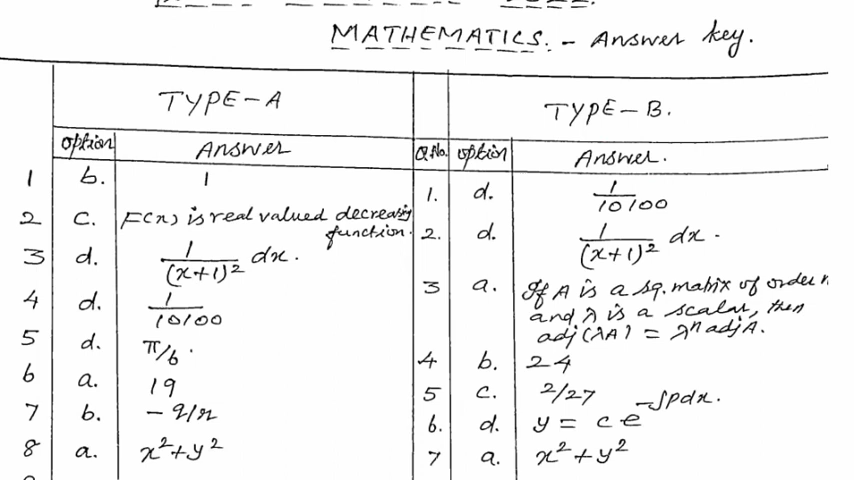 MATHEMATICS. - Answer key.
TYPE-A
TYPE-B.
option Answer Q.No. option Answer.
1 b. 1
2 c. F(x) is real valued decreasing
function.
3 d. 1/(x+1)² dx.
4 d. 1/10100
5 d. π/6.
6 a. 19
7 b. -q/r
8 a. x²+y²
1. d. 1/10100
2. d. 1/(x+1)² dx.
3 a. If A is a sq. matrix of order n
and λ is a scalar, then
adj(λA) = λⁿ adjA.
4 b. 24
5 c. 2/27
6. d. y = c e^-∫pdx.
7 a. x²+y²